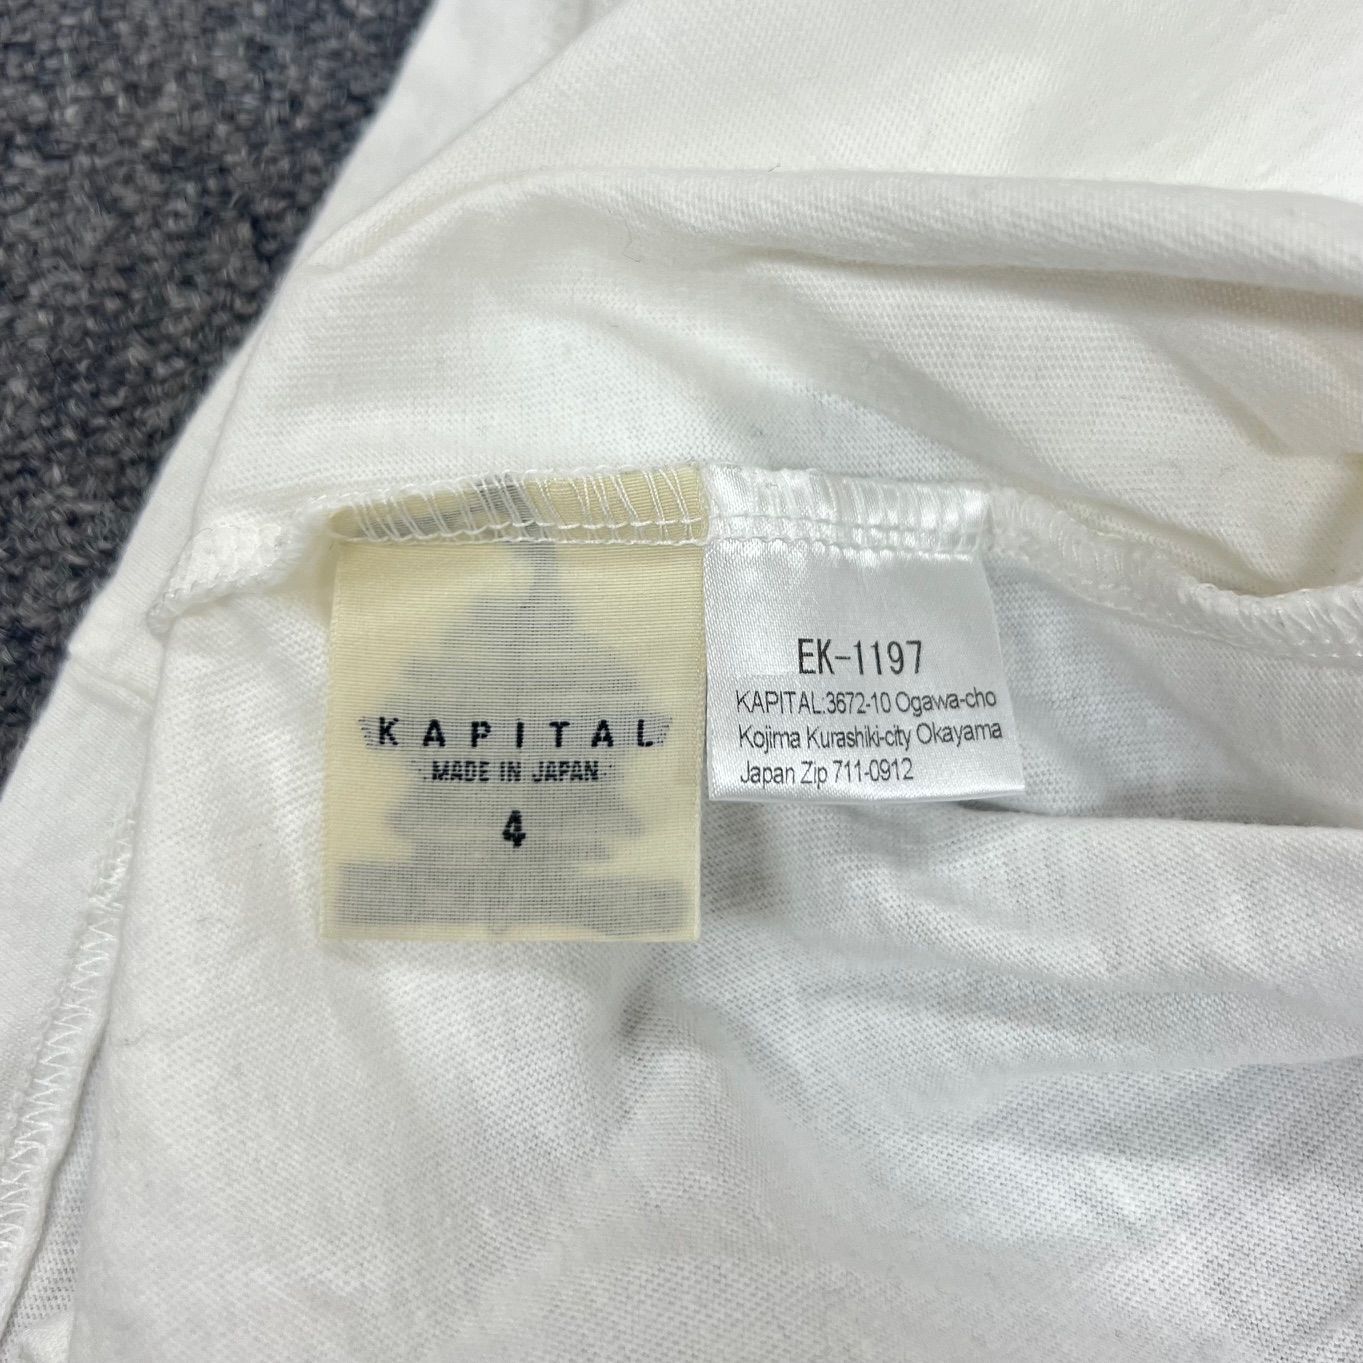 KAPITAL
MADE IN JAPAN
4
EK-1197
KAPITAL.3672-10 Ogawa-cho
Kojima Kurashiki-city Okayama
Japan Zip 711-0912